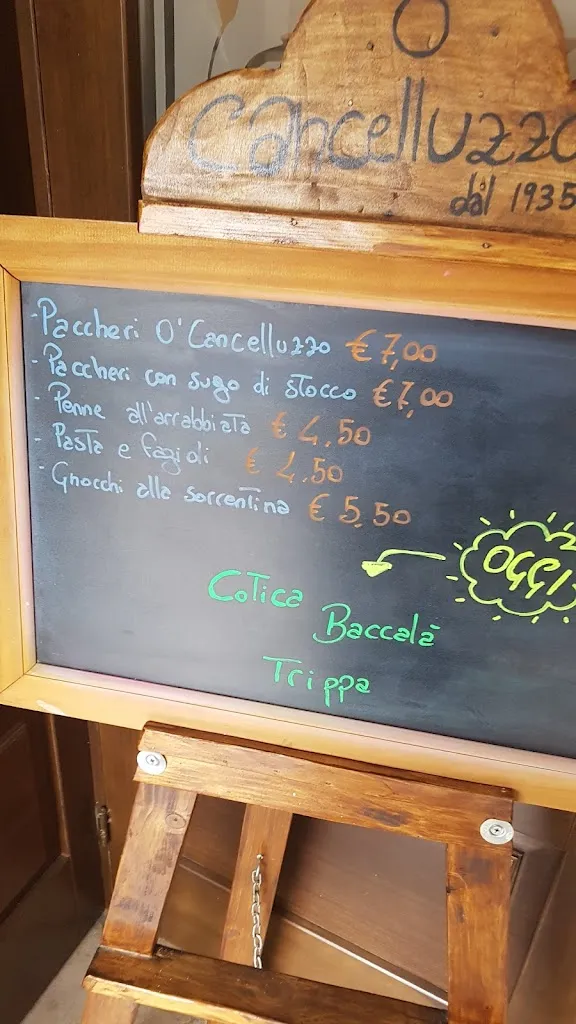 O
Cancelluzzo
dal 1935
- Paccheri O' Cancelluzzo € 7,00
- Paccheri con sugo di stocco € 7,00
- Penne all'arrabbiata € 4,50
- Pasta e fagioli € 4,50
- Gnocchi alla sorrentina € 5,50
OGGI
Cotica
Baccalà
Trippa